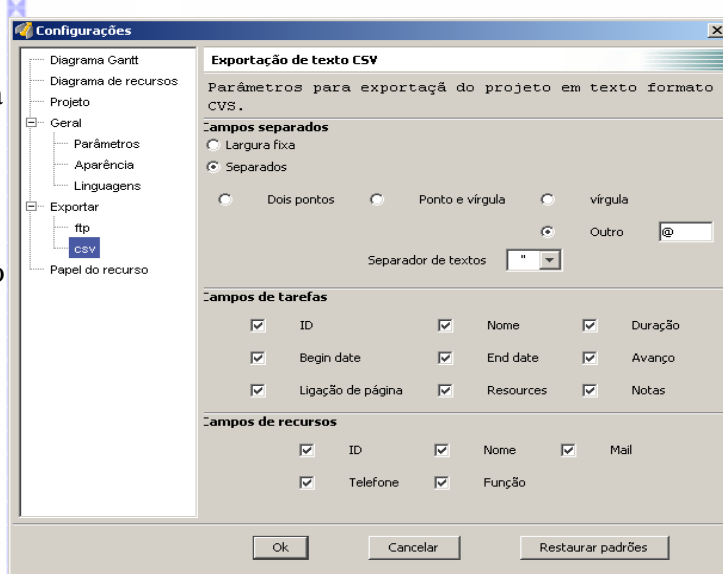 Configurações
Diagrama Gantt
Diagrama de recursos
Projeto
Geral
Parâmetros
Aparência
Linguagens
Exportar
ftp
csv
Papel do recurso
Exportação de texto CSV
Parâmetros para exportaçã do projeto em texto formato
CVS.
Campos separados
Largura fixa
Separados
Dois pontos Ponto e vírgula vírgula
Outro @
Separador de textos "
Campos de tarefas
ID Nome Duração
Begin date End date Avanço
Ligação de página Resources Notas
Campos de recursos
ID Nome Mail
Telefone Função
Ok Cancelar Restaurar padrões